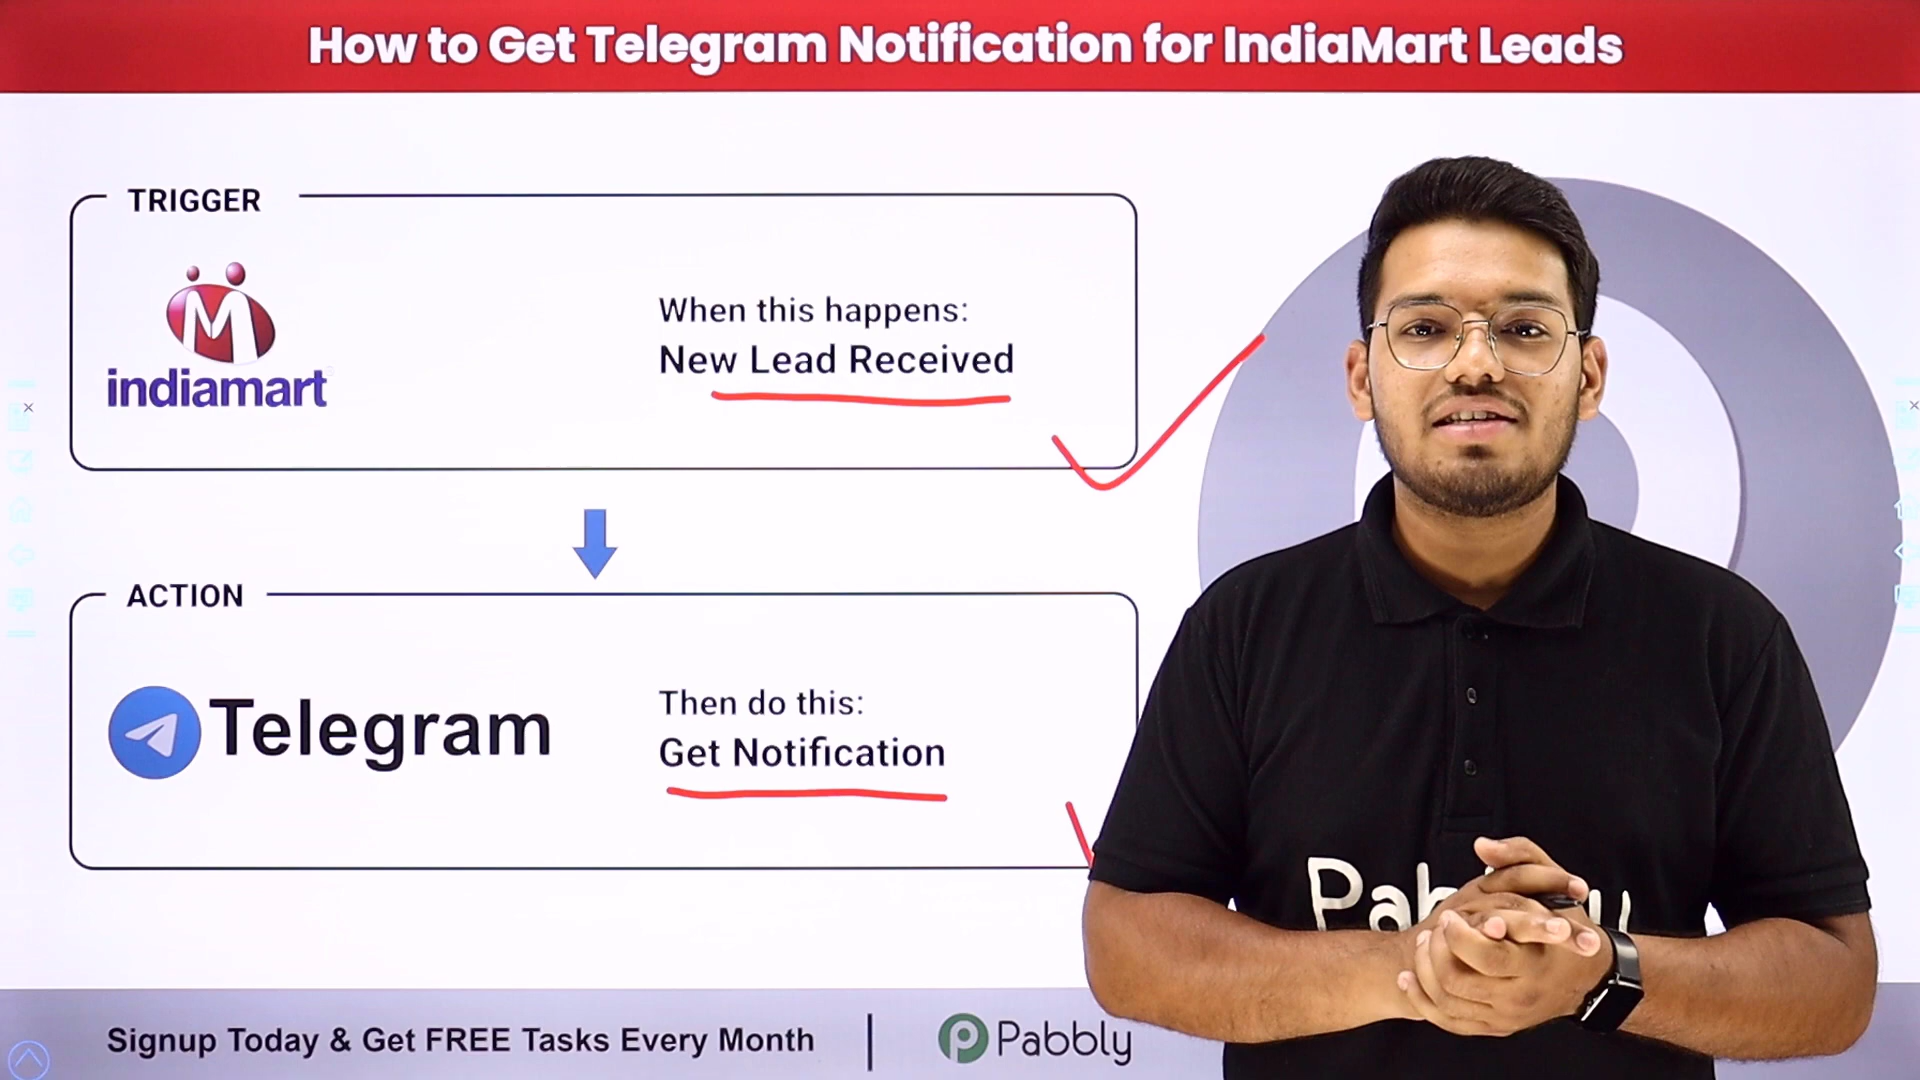 How to Get Telegram Notification for IndiaMart Leads
TRIGGER
indiamart
When this happens:
New Lead Received
ACTION
Telegram
Then do this:
Get Notification
Signup Today & Get FREE Tasks Every Month
Pabbly